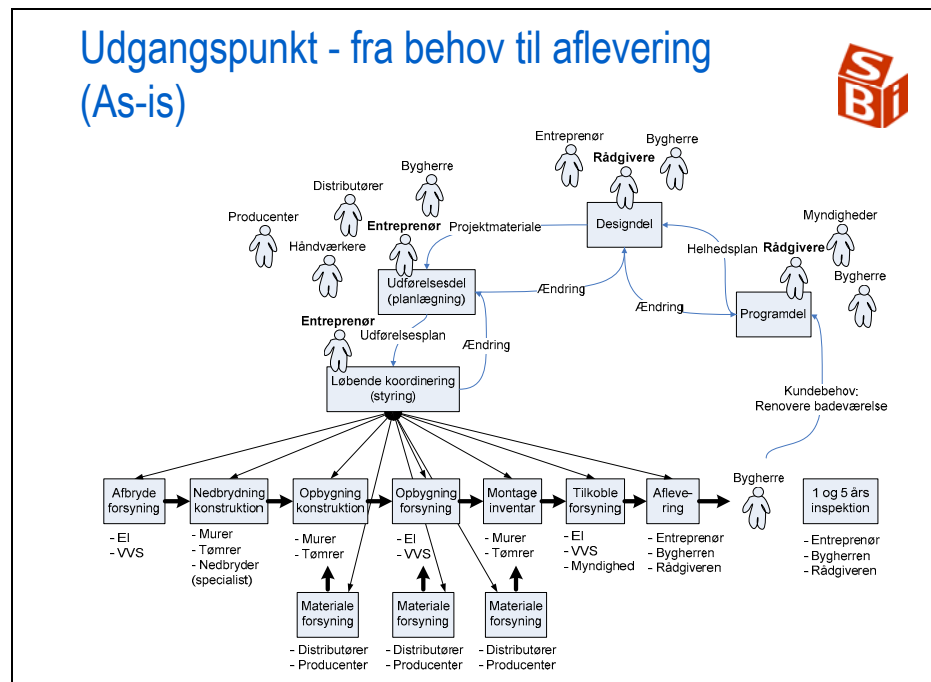 Udgangspunkt - fra behov til aflevering
(As-is)
S
B i
Entreprenør
Bygherre
Rådgivere
Bygherre
Distributører
Producenter
Håndværkere
Entreprenør
Projektmateriale
Designdel
Myndigheder
Helhedsplan
Rådgivere
Bygherre
Udførelsesdel
(planlægning)
Ændring
Ændring
Programdel
Entreprenør
Udførelsesplan
Ændring
Løbende koordinering
(styring)
Kundebehov:
Renovere badeværelse
Bygherre
Afbryde
forsyning
- El
- VVS
Nedbrydning
konstruktion
- Murer
- Tømrer
- Nedbryder
(specialist)
Opbygning
konstruktion
- Murer
- Tømrer
Opbygning
forsyning
- El
- VVS
Montage
inventar
- Murer
- Tømrer
Tilkoble
forsyning
- El
- VVS
- Myndighed
Afleve-
ring
- Entreprenør
- Bygherren
- Rådgiveren
1 og 5 års
inspektion
- Entreprenør
- Bygherren
- Rådgiveren
Materiale
forsyning
- Distributører
- Producenter
Materiale
forsyning
- Distributører
- Producenter
Materiale
forsyning
- Distributører
- Producenter